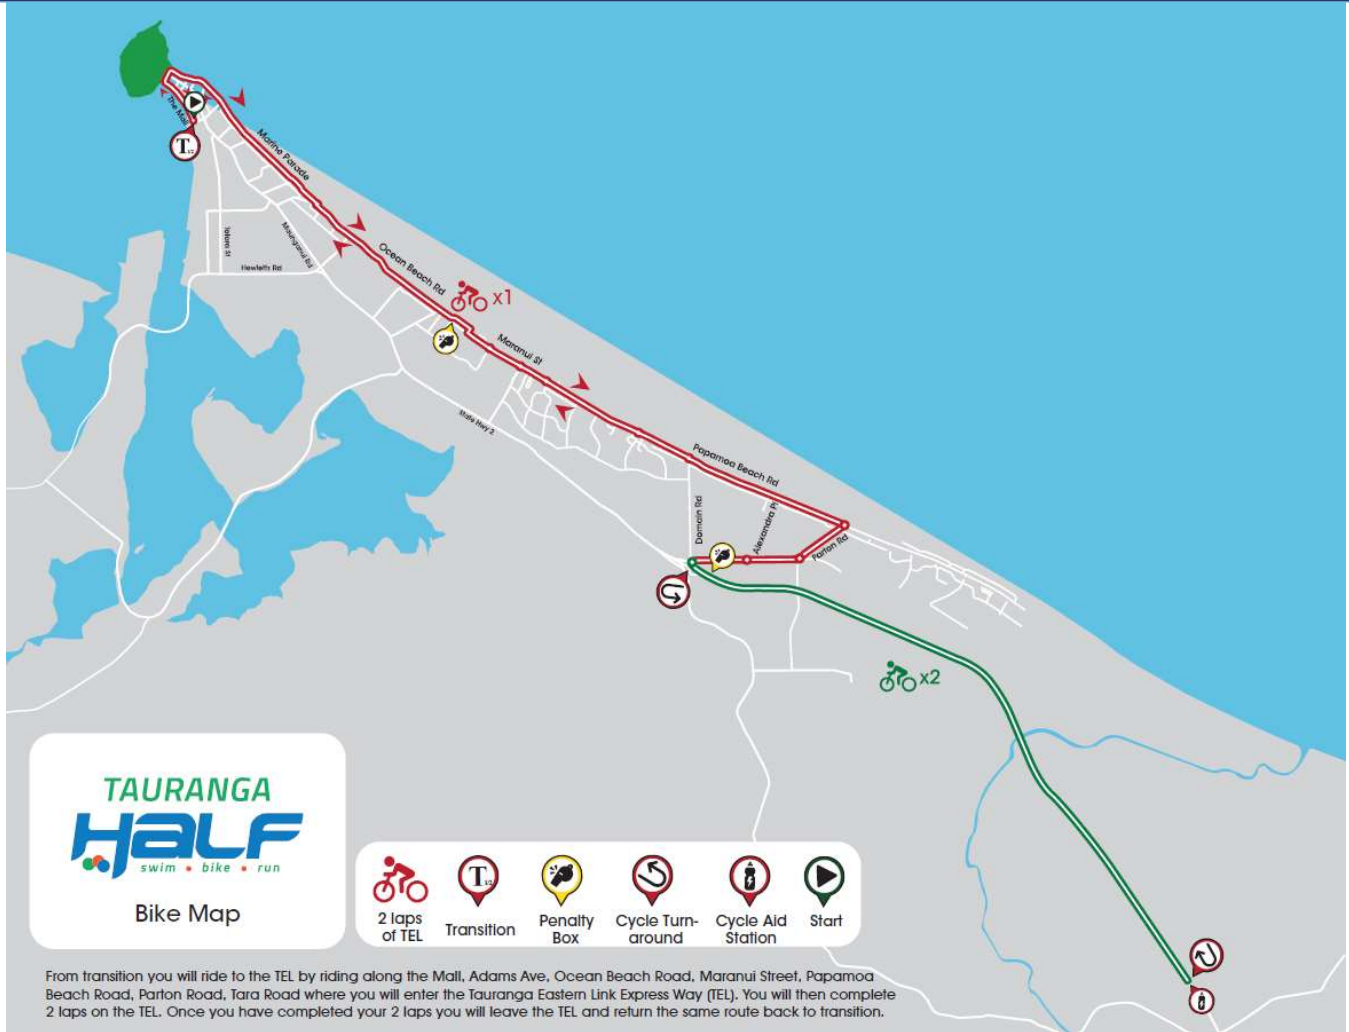 The Mall
T1/2
Marine Parade
Totara St
Maunganui Rd
Hewletts Rd
Ocean Beach Rd
x1
Maranui St
State Hwy 2
Papamoa Beach Rd
Domain Rd
Alexandra Pl
Parton Rd
x2
TAURANGA
HALF
swim • bike • run
Bike Map
T1/2
2 laps
of TEL
Transition
Penalty
Box
Cycle Turn-
around
Cycle Aid
Station
Start
From transition you will ride to the TEL by riding along the Mall, Adams Ave, Ocean Beach Road, Maranui Street, Papamoa
Beach Road, Parton Road, Tara Road where you will enter the Tauranga Eastern Link Express Way (TEL). You will then complete
2 laps on the TEL. Once you have completed your 2 laps you will leave the TEL and return the same route back to transition.